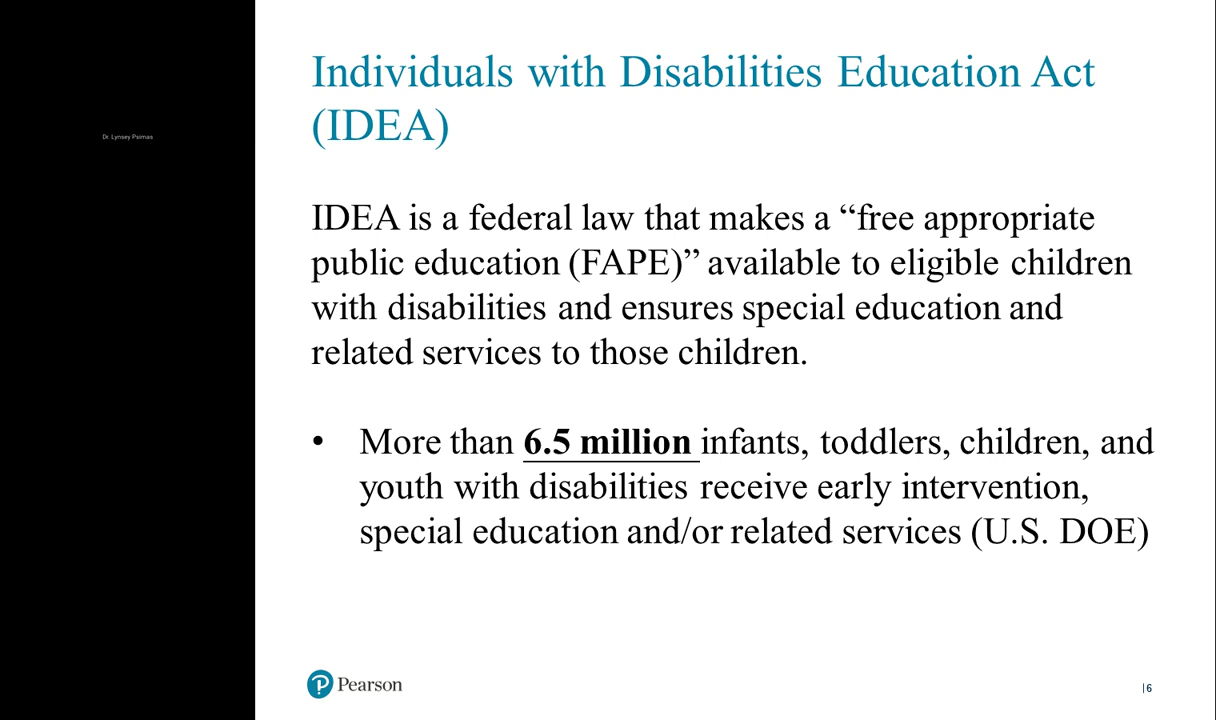 Dr. Lynsey Psimas
Individuals with Disabilities Education Act
(IDEA)
IDEA is a federal law that makes a “free appropriate
public education (FAPE)” available to eligible children
with disabilities and ensures special education and
related services to those children.
• More than 6.5 million infants, toddlers, children, and
youth with disabilities receive early intervention,
special education and/or related services (U.S. DOE)
Pearson
|6